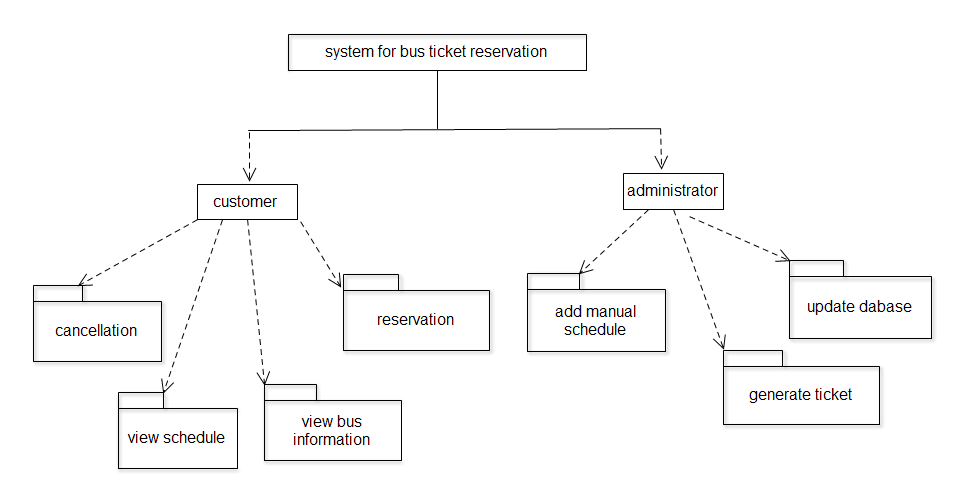 system for bus ticket reservation
customer
administrator
cancellation
view schedule
view bus
information
reservation
add manual
schedule
generate ticket
update dabase